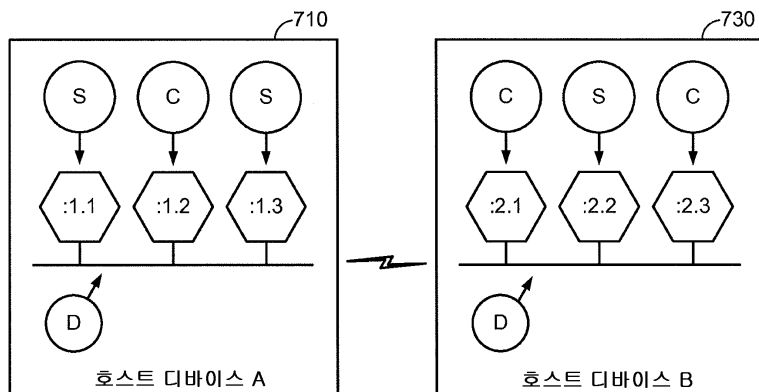 710
730
S C S
C S C
:1.1 :1.2 :1.3
:2.1 :2.2 :2.3
D
D
호스트 디바이스 A
호스트 디바이스 B